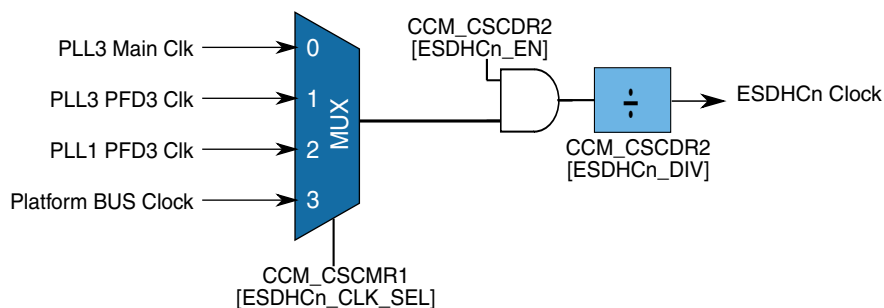 CCM_CSCDR2
[ESDHCn_EN]
PLL3 Main Clk
0
PLL3 PFD3 Clk
1
PLL1 PFD3 Clk
2
Platform BUS Clock
3
MUX
÷
ESDHCn Clock
CCM_CSCDR2
[ESDHCn_DIV]
CCM_CSCMR1
[ESDHCn_CLK_SEL]